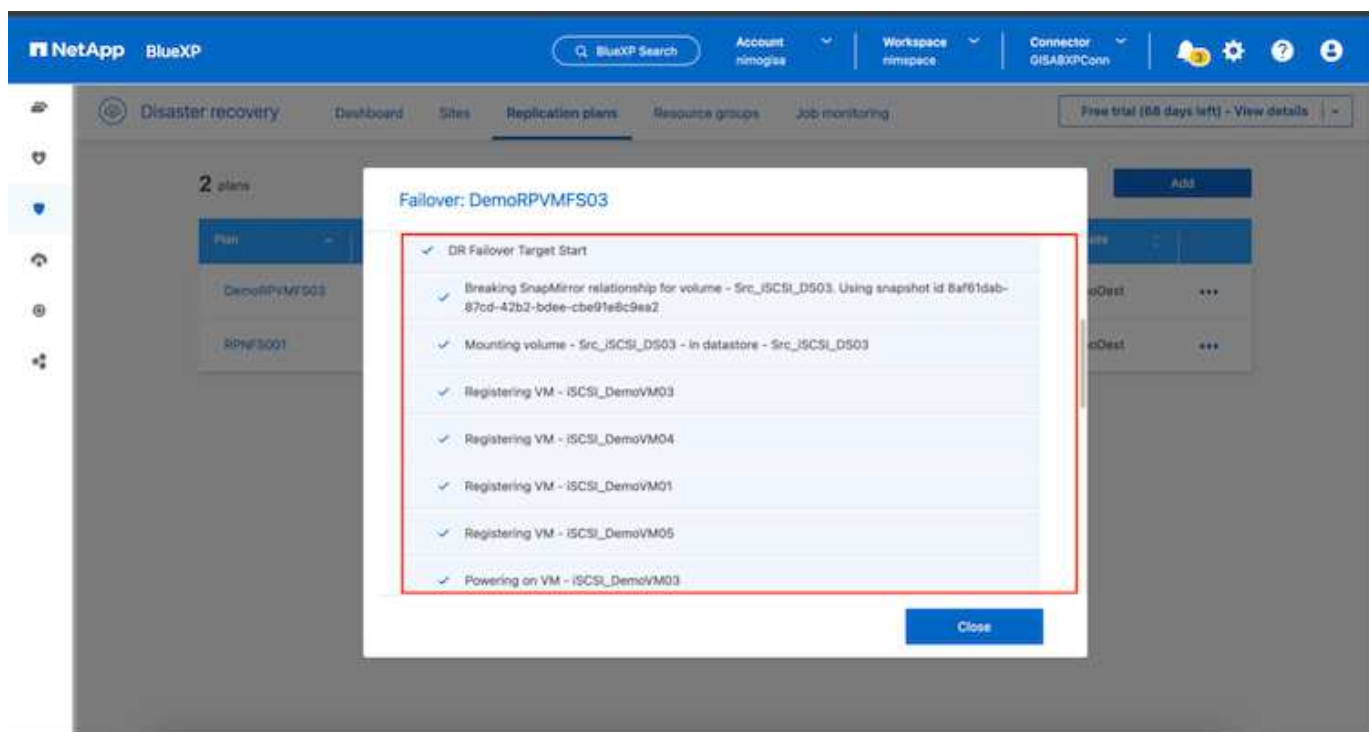 NetApp BlueXP
BlueXP Search
Account
nimogisa
Workspace
nimspace
Connector
GISABXPConn
3
Disaster recovery
Dashboard
Sites
Replication plans
Resource groups
Job monitoring
Free trial (68 days left) - View details
2 plans
Add
Failover: DemoRPVMFS03
Plan
DemoRPVMFS03
RPNFS001
DR Failover Target Start
Breaking SnapMirror relationship for volume - Src_iSCSI_DS03. Using snapshot id 8af61dab-
87cd-42b2-bdee-cbe91e8c9ea2
Mounting volume - Src_iSCSI_DS03 - in datastore - Src_iSCSI_DS03
Registering VM - iSCSI_DemoVM03
Registering VM - iSCSI_DemoVM04
Registering VM - iSCSI_DemoVM01
Registering VM - iSCSI_DemoVM05
Powering on VM - iSCSI_DemoVM03
Close